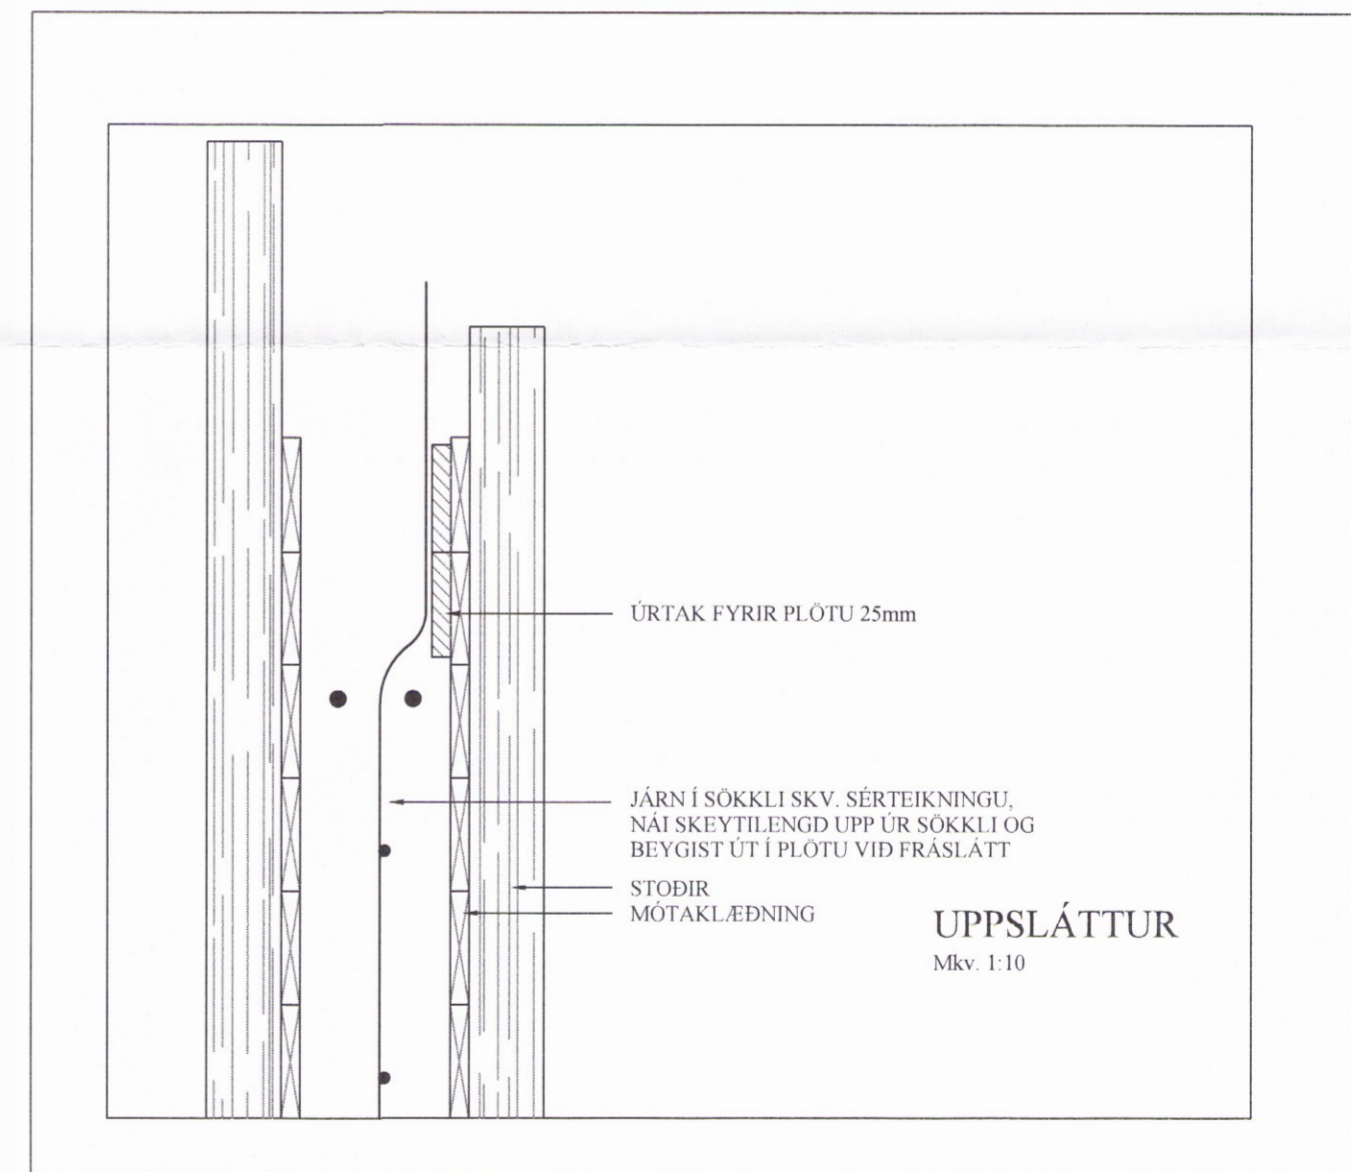 ÚRTAK FYRIR PLÖTU 25mm
JÁRN Í SÖKKLI SKV. SÉRTEIKNINGU,
NÁI SKEYTILENGD UPP ÚR SÖKKLI OG
BEYGIST ÚT Í PLÖTU VIÐ FRÁSLÁTT
STOÐIR
MÓTAKLÆÐNING
UPPSLÁTTUR
Mkv. 1:10